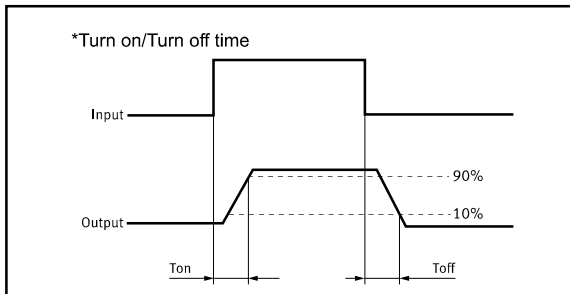 *Turn on/Turn off time
Input
90%
10%
Output
Ton
Toff